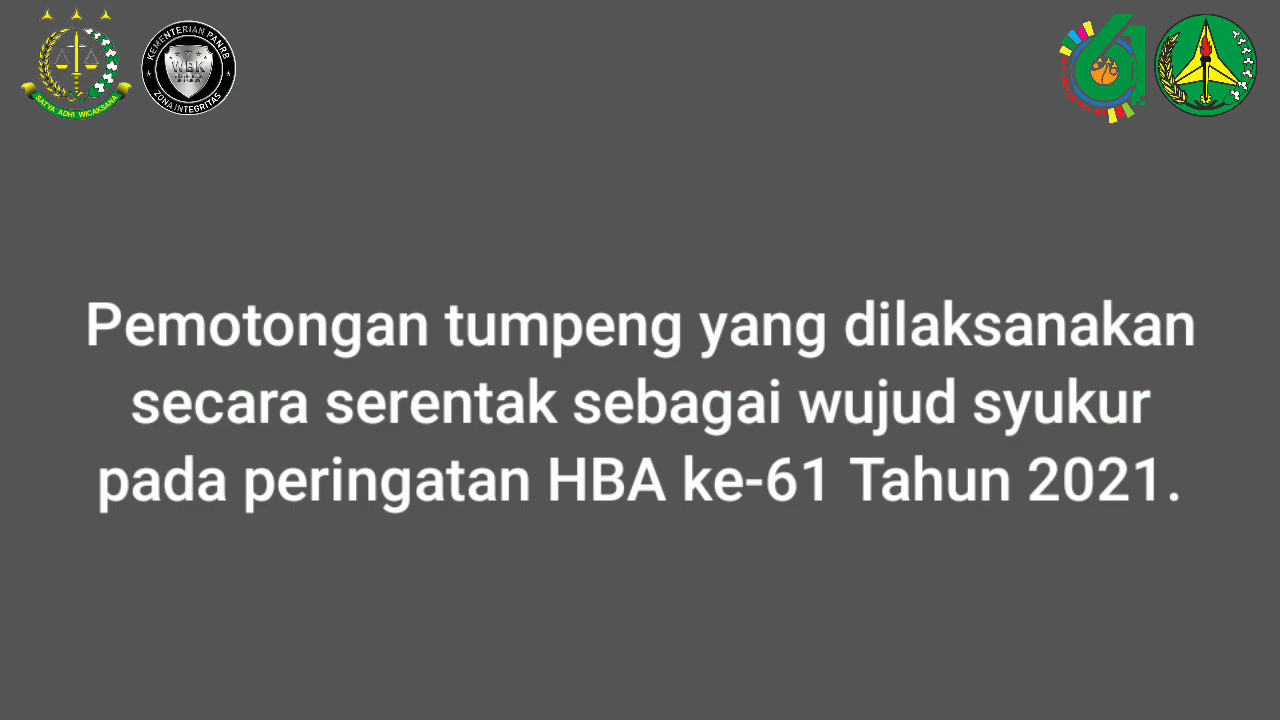 SATYA ADHI WICAKSANA
KEMENTERIAN PANRB
WBK
ZONA INTEGRITAS
61
Pemotongan tumpeng yang dilaksanakan
secara serentak sebagai wujud syukur
pada peringatan HBA ke-61 Tahun 2021.